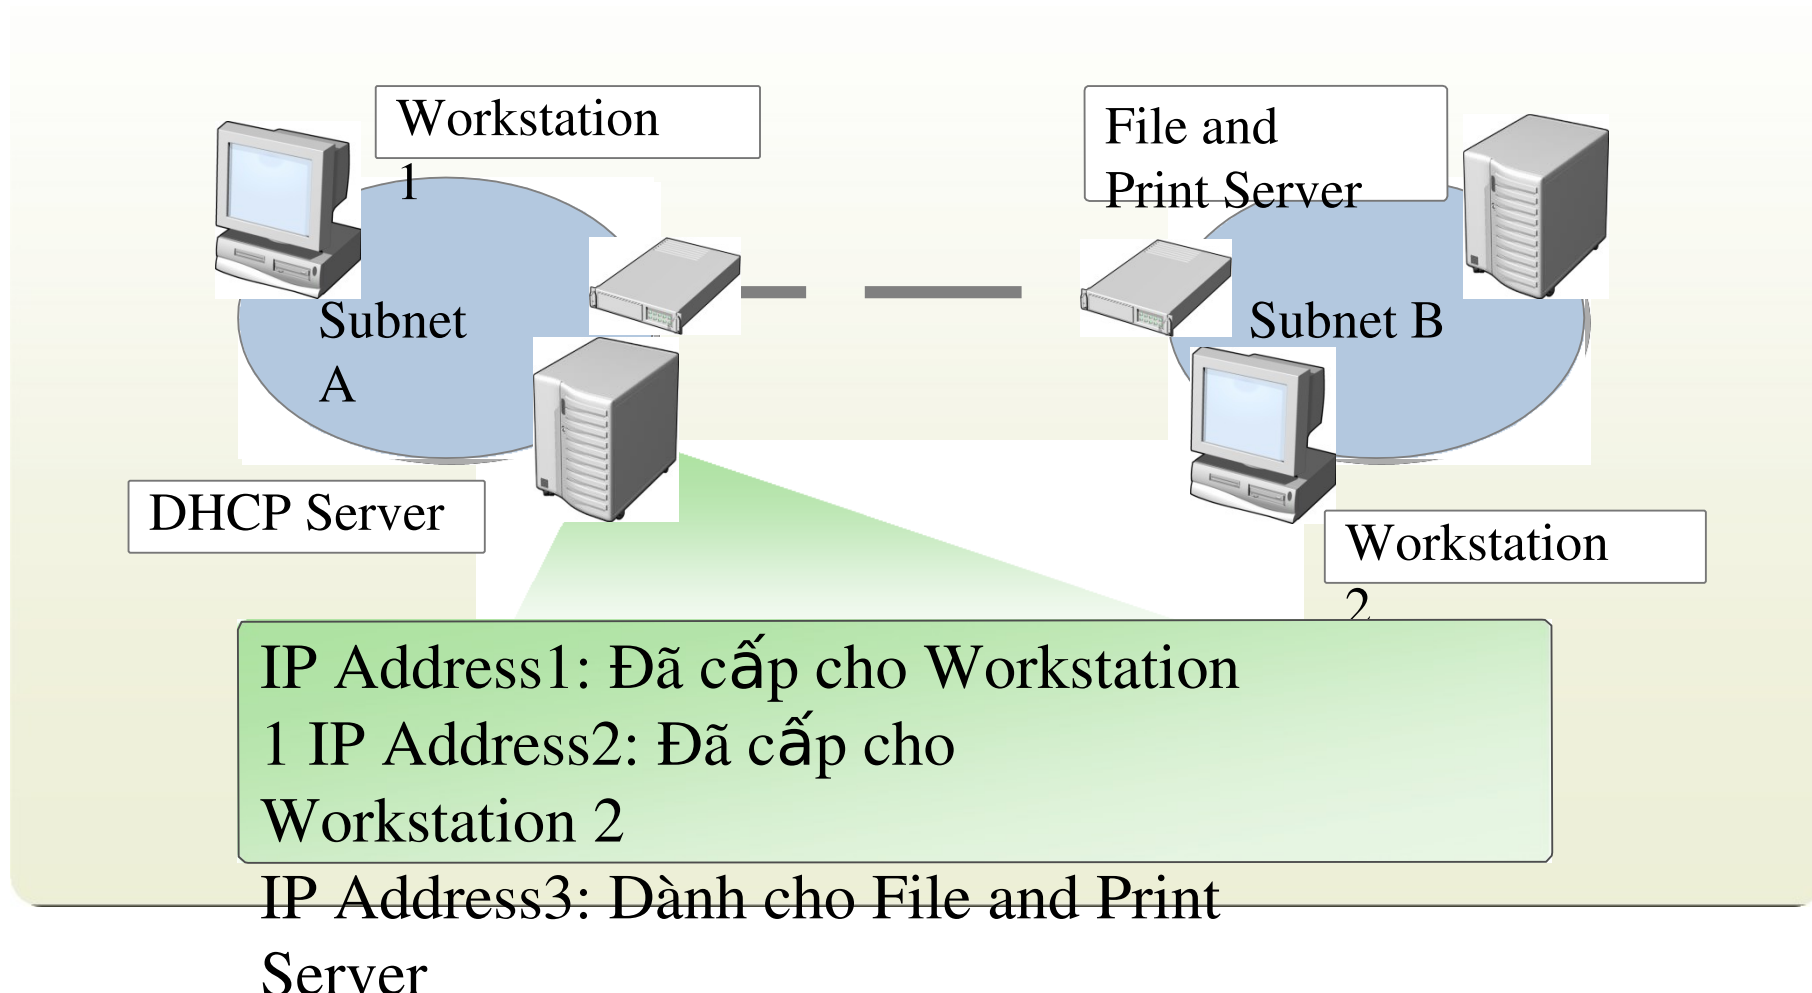 Workstation
1
File and
Print Server
Subnet
A
Subnet B
DHCP Server
Workstation
2
IP Address1: Đã cấp cho Workstation
1 IP Address2: Đã cấp cho
Workstation 2
IP Address3: Dành cho File and Print
Server